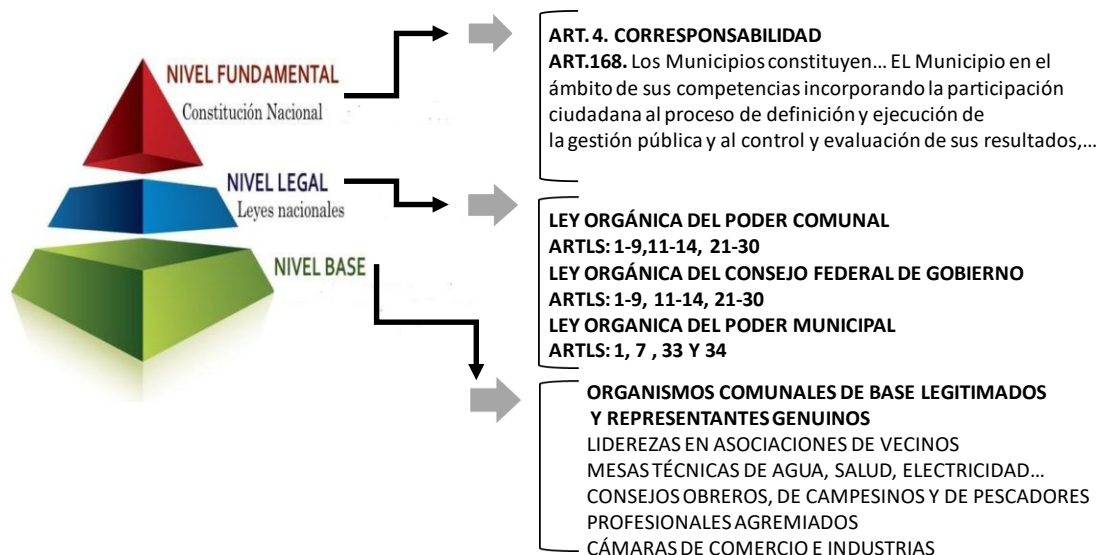 NIVEL FUNDAMENTAL
Constitución Nacional
ART. 4. CORRESPONSABILIDAD
ART.168. Los Municipios constituyen... EL Municipio en el
ámbito de sus competencias incorporando la participación
ciudadana al proceso de definición y ejecución de
la gestión pública y al control y evaluación de sus resultados,...
NIVEL LEGAL
Leyes nacionales
LEY ORGÁNICA DEL PODER COMUNAL
ARTLS: 1-9,11-14, 21-30
LEY ORGÁNICA DEL CONSEJO FEDERAL DE GOBIERNO
ARTLS: 1-9, 11-14, 21-30
LEY ORGANICA DEL PODER MUNICIPAL
ARTLS: 1, 7 , 33 Y 34
NIVEL BASE
ORGANISMOS COMUNALES DE BASE LEGITIMADOS
Y REPRESENTANTES GENUINOS
LIDEREZAS EN ASOCIACIONES DE VECINOS
MESAS TÉCNICAS DE AGUA, SALUD, ELECTRICIDAD...
CONSEJOS OBREROS, DE CAMPESINOS Y DE PESCADORES
PROFESIONALES AGREMIADOS
CÁMARAS DE COMERCIO E INDUSTRIAS